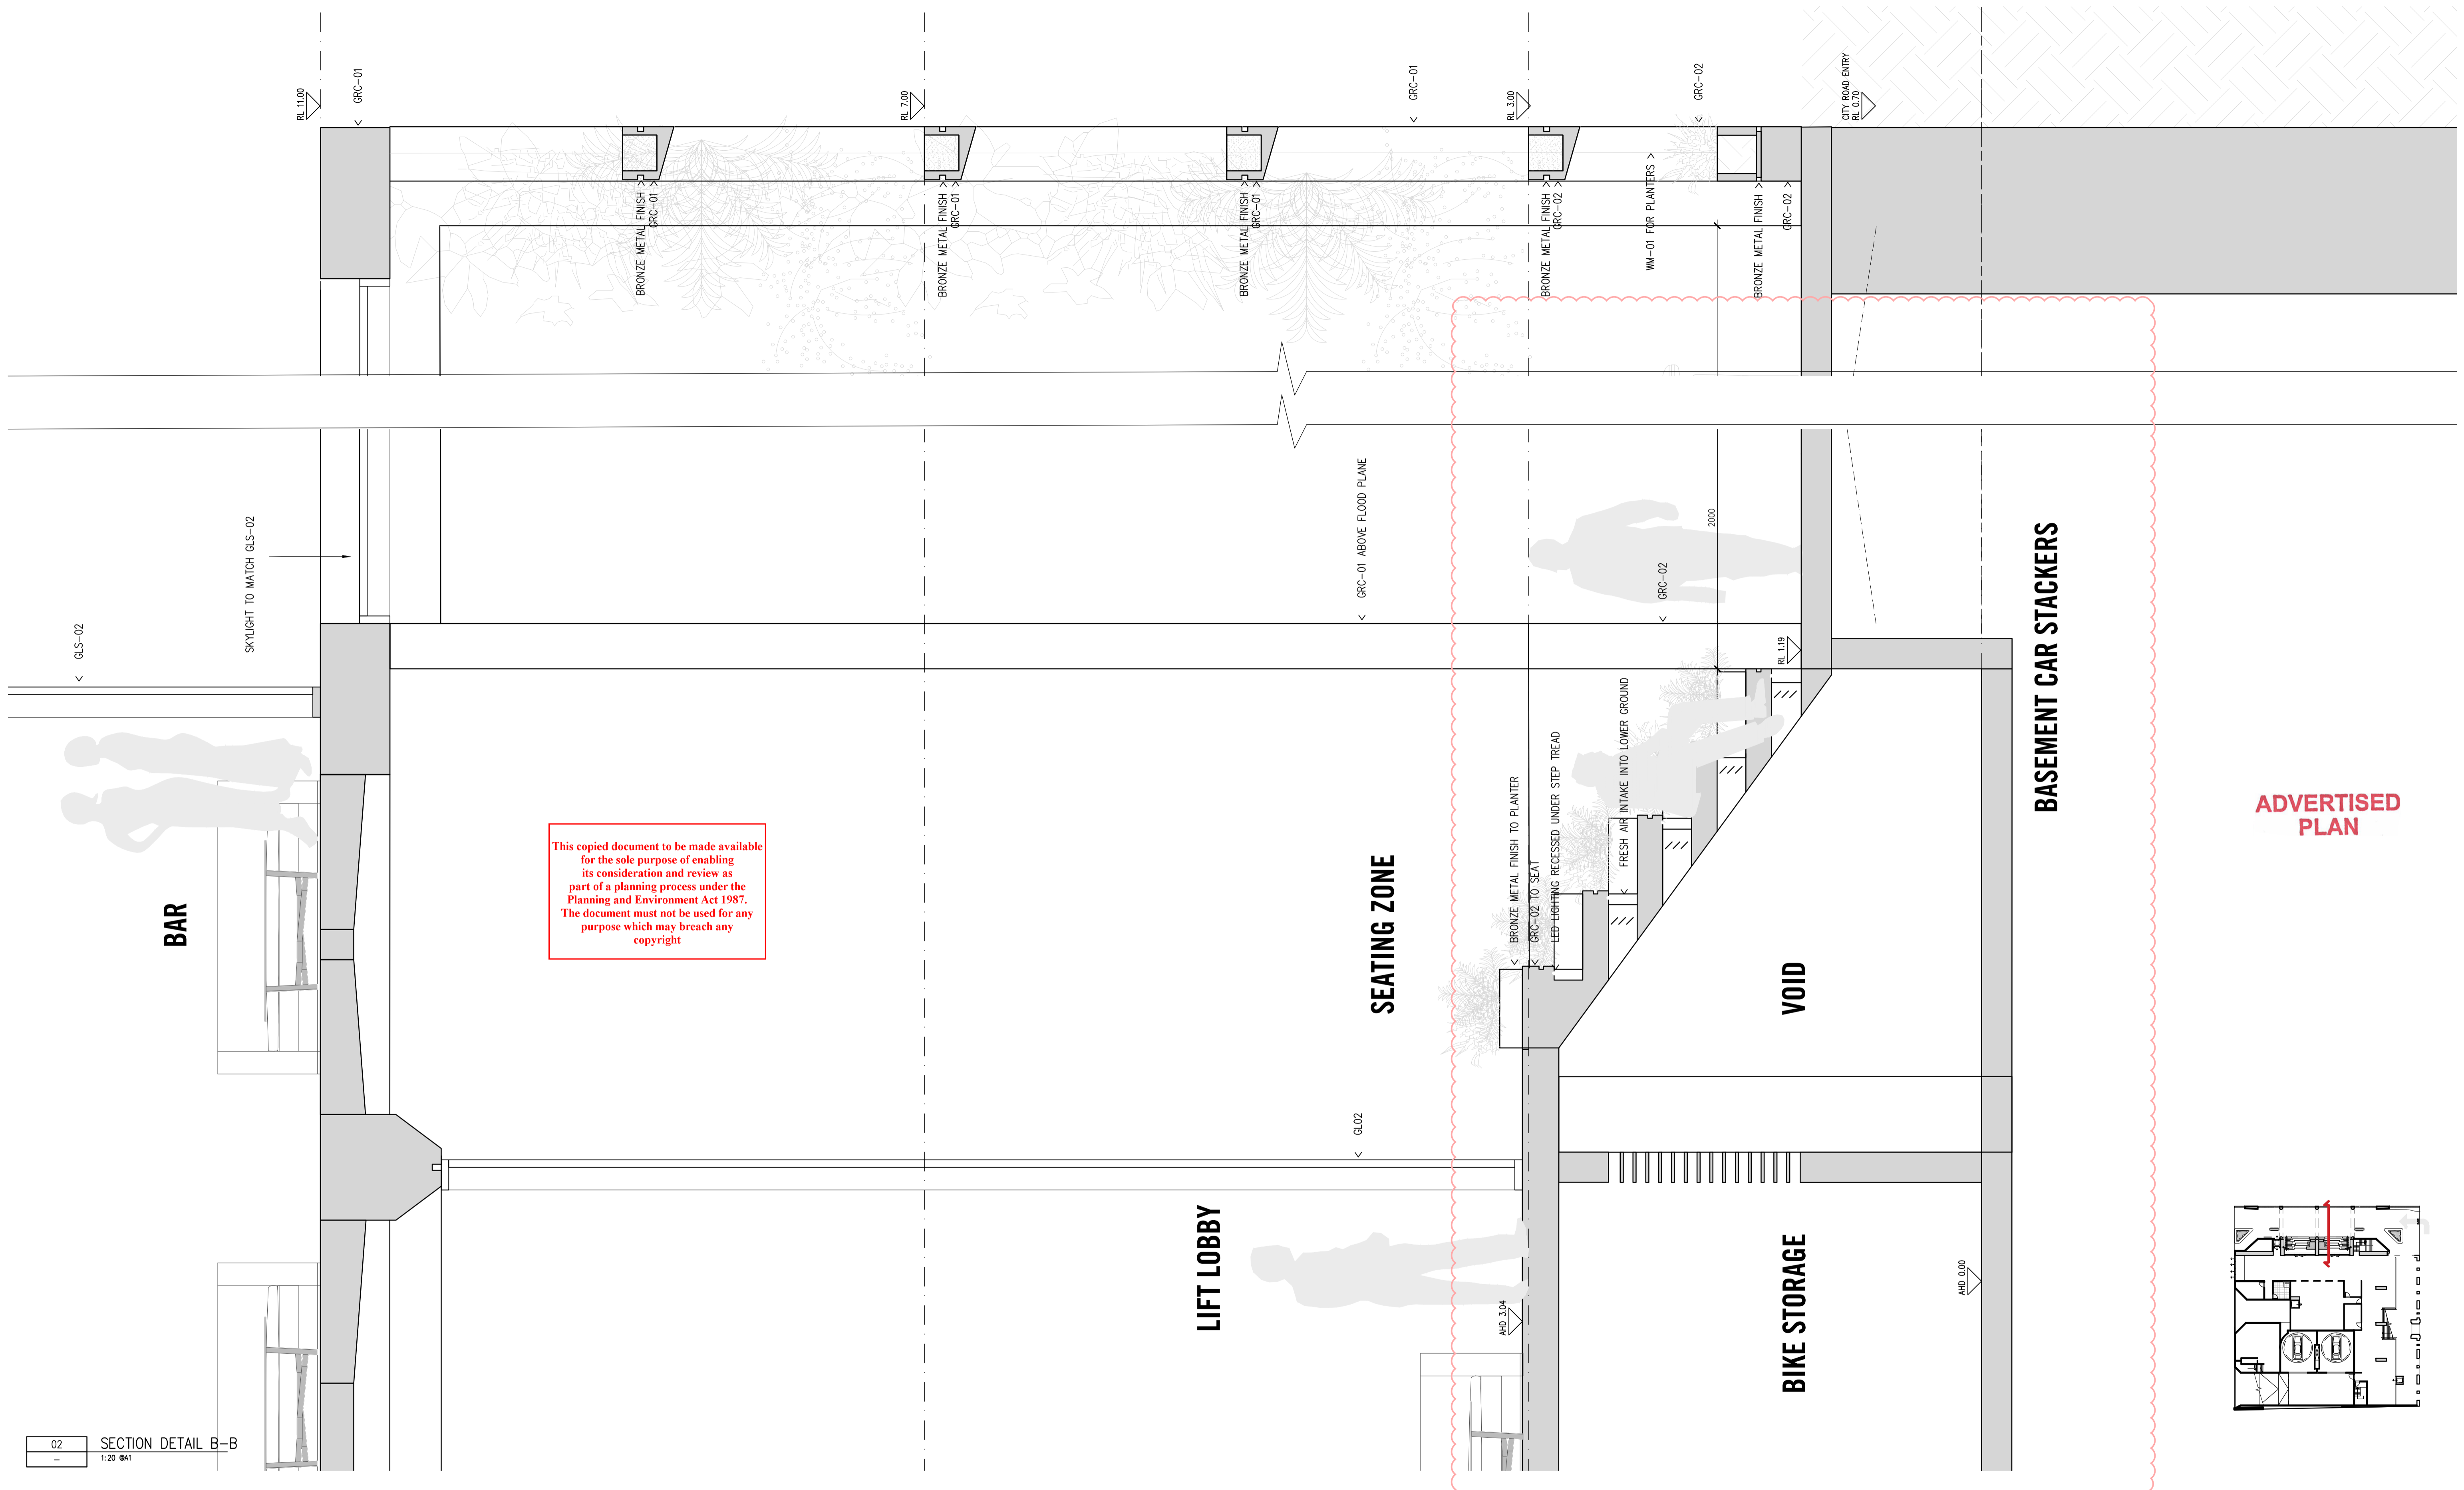 RL 11.00
GRC-01
RL 7.00
GRC-01
RL 3.00
GRC-02
CITY ROAD ENTRY
RL 0.70
BRONZE METAL FINISH
GRC-01
BRONZE METAL FINISH
GRC-01
BRONZE METAL FINISH
GRC-01
BRONZE METAL FINISH
GRC-02
WM-01 FOR PLANTERS
BRONZE METAL FINISH
GRC-02
GLS-02
SKYLIGHT TO MATCH GLS-02
GRC-01 ABOVE FLOOD PLANE
2000
GRC-02
RL 1.19
BASEMENT CAR STACKERS
BAR
This copied document to be made available
for the sole purpose of enabling
its consideration and review as
part of a planning process under the
Planning and Environment Act 1987.
The document must not be used for any
purpose which may breach any
copyright
SEATING ZONE
BRONZE METAL FINISH TO PLANTER
GRC-02 TO SEAT
LED LIGHTING RECESSED UNDER STEP TREAD
FRESH AIR INTAKE INTO LOWER GROUND
VOID
ADVERTISED
PLAN
GL02
LIFT LOBBY
AHD 3.04
BIKE STORAGE
AHD 0.00
02
-
SECTION DETAIL B-B
1:20 @A1